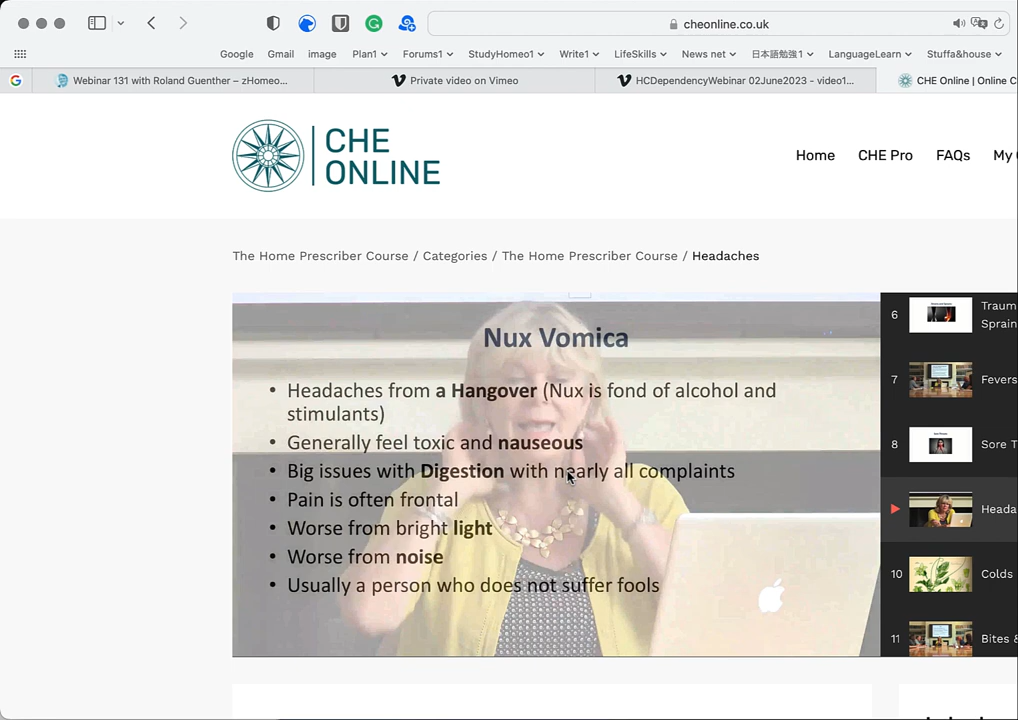 cheonline.co.uk
Google Gmail image Plan1 Forums1 StudyHomeo1 Write1 LifeSkills News net 日本語勉強1 LanguageLearn Stuffa&house
Webinar 131 with Roland Guenther – zHomeo... Private video on Vimeo HCDependencyWebinar 02June2023 - video1... CHE Online | Online C
CHE
ONLINE
Home CHE Pro FAQs My
The Home Prescriber Course / Categories / The Home Prescriber Course / Headaches
Nux Vomica
• Headaches from a Hangover (Nux is fond of alcohol and
stimulants)
• Generally feel toxic and nauseous
• Big issues with Digestion with nearly all complaints
• Pain is often frontal
• Worse from bright light
• Worse from noise
• Usually a person who does not suffer fools
6 Traum
Sprain
7 Fevers
8 Sore T
Heada
10 Colds
11 Bites &